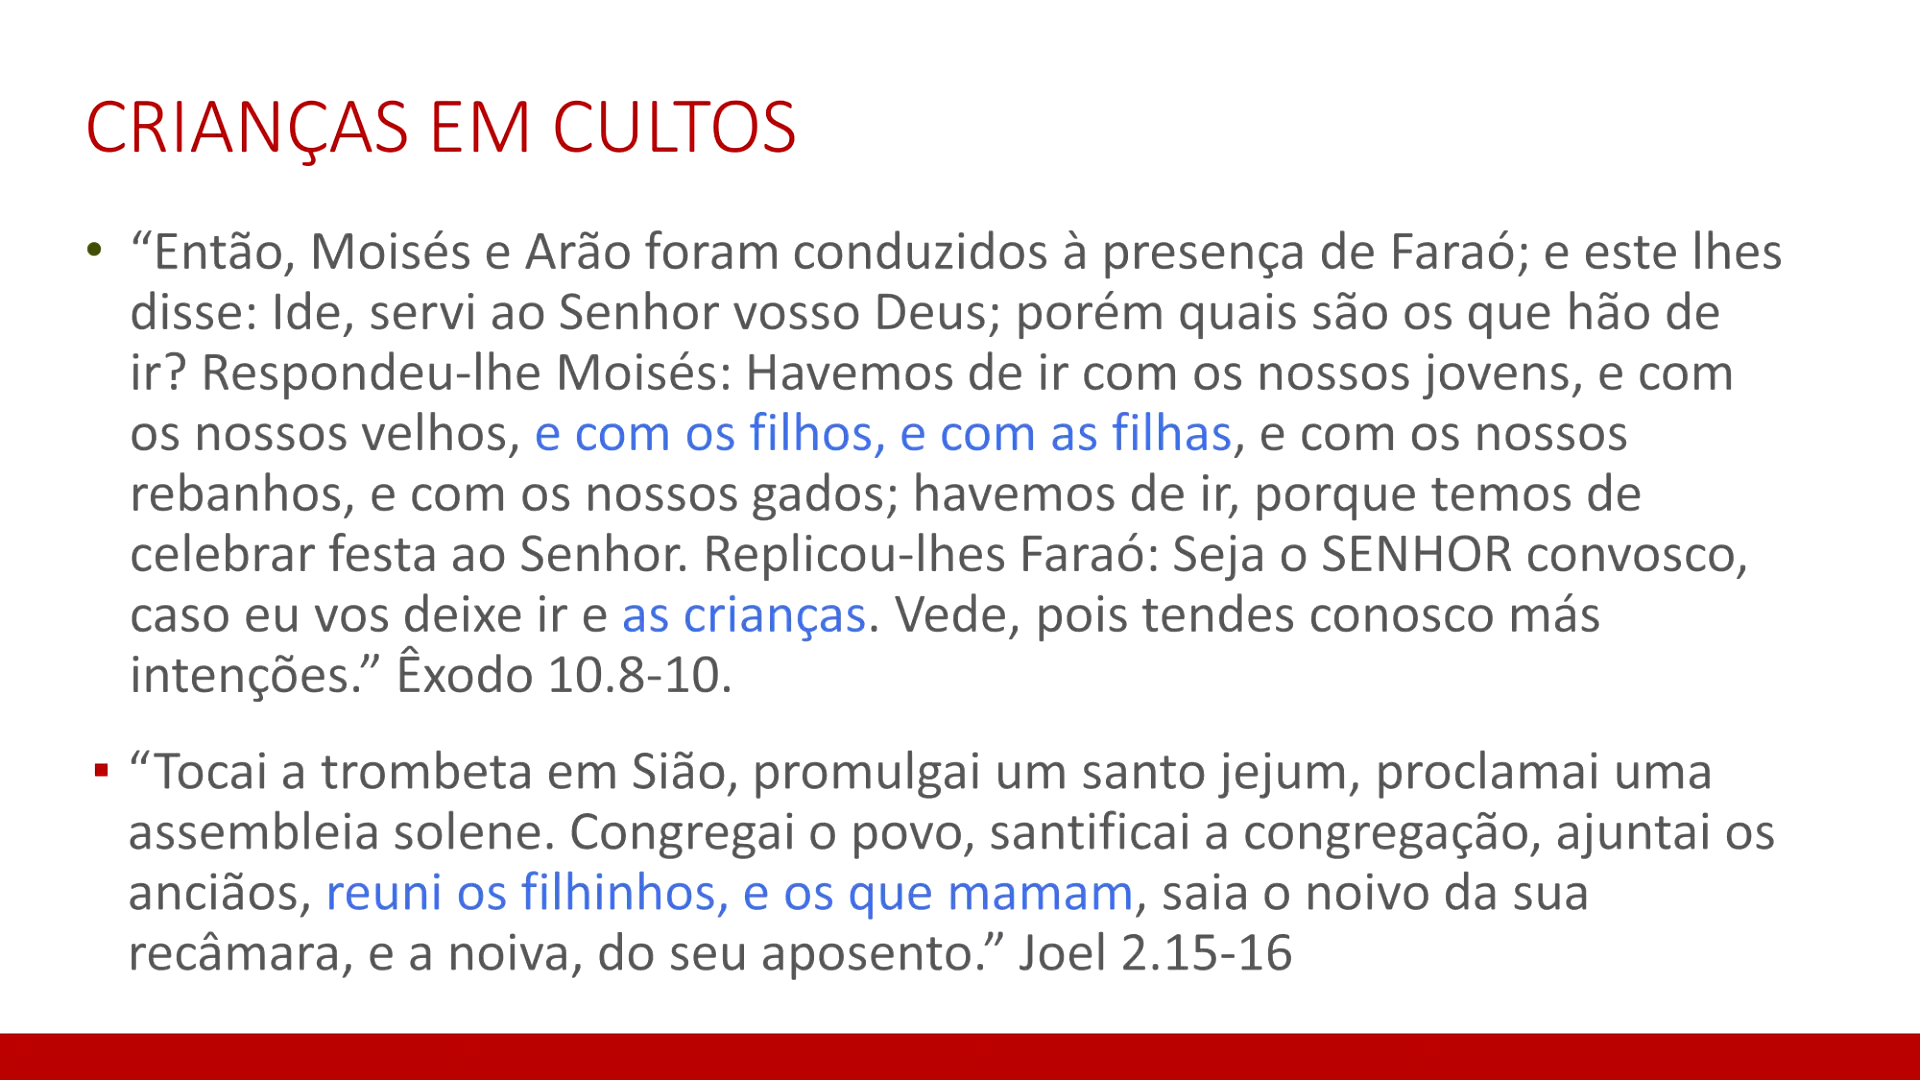 CRIANÇAS EM CULTOS
• “Então, Moisés e Arão foram conduzidos à presença de Faraó; e este lhes
disse: Ide, servi ao Senhor vosso Deus; porém quais são os que hão de
ir? Respondeu-lhe Moisés: Havemos de ir com os nossos jovens, e com
os nossos velhos, e com os filhos, e com as filhas, e com os nossos
rebanhos, e com os nossos gados; havemos de ir, porque temos de
celebrar festa ao Senhor. Replicou-lhes Faraó: Seja o SENHOR convosco,
caso eu vos deixe ir e as crianças. Vede, pois tendes conosco más
intenções.” Êxodo 10.8-10.
▪ “Tocai a trombeta em Sião, promulgai um santo jejum, proclamai uma
assembleia solene. Congregai o povo, santificai a congregação, ajuntai os
anciãos, reuni os filhinhos, e os que mamam, saia o noivo da sua
recâmara, e a noiva, do seu aposento.” Joel 2.15-16